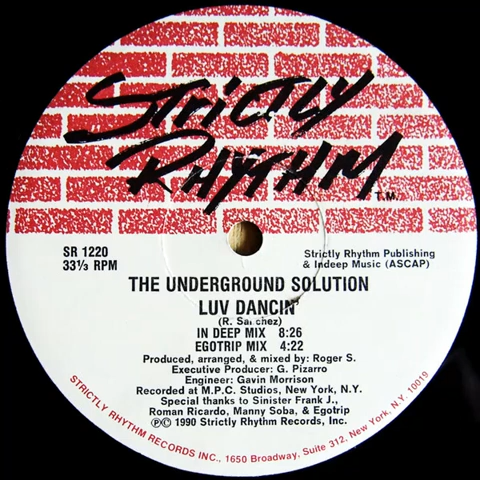 STRICTLY
RHYTHM
T.M.
SR 1220
33⅓ RPM
Strictly Rhythm Publishing
& Indeep Music (ASCAP)
THE UNDERGROUND SOLUTION
LUV DANCIN'
(R. Sanchez)
IN DEEP MIX 8:26
EGOTRIP MIX 4:22
Produced, arranged, & mixed by: Roger S.
Executive Producer: G. Pizarro
Engineer: Gavin Morrison
Recorded at M.P.C. Studios, New York, N.Y.
Special thanks to Sinister Frank J.,
Roman Ricardo, Manny Soba, & Egotrip
℗© 1990 Strictly Rhythm Records, Inc.
STRICTLY RHYTHM RECORDS INC., 1650 Broadway, Suite 312, New York, N.Y. 10019